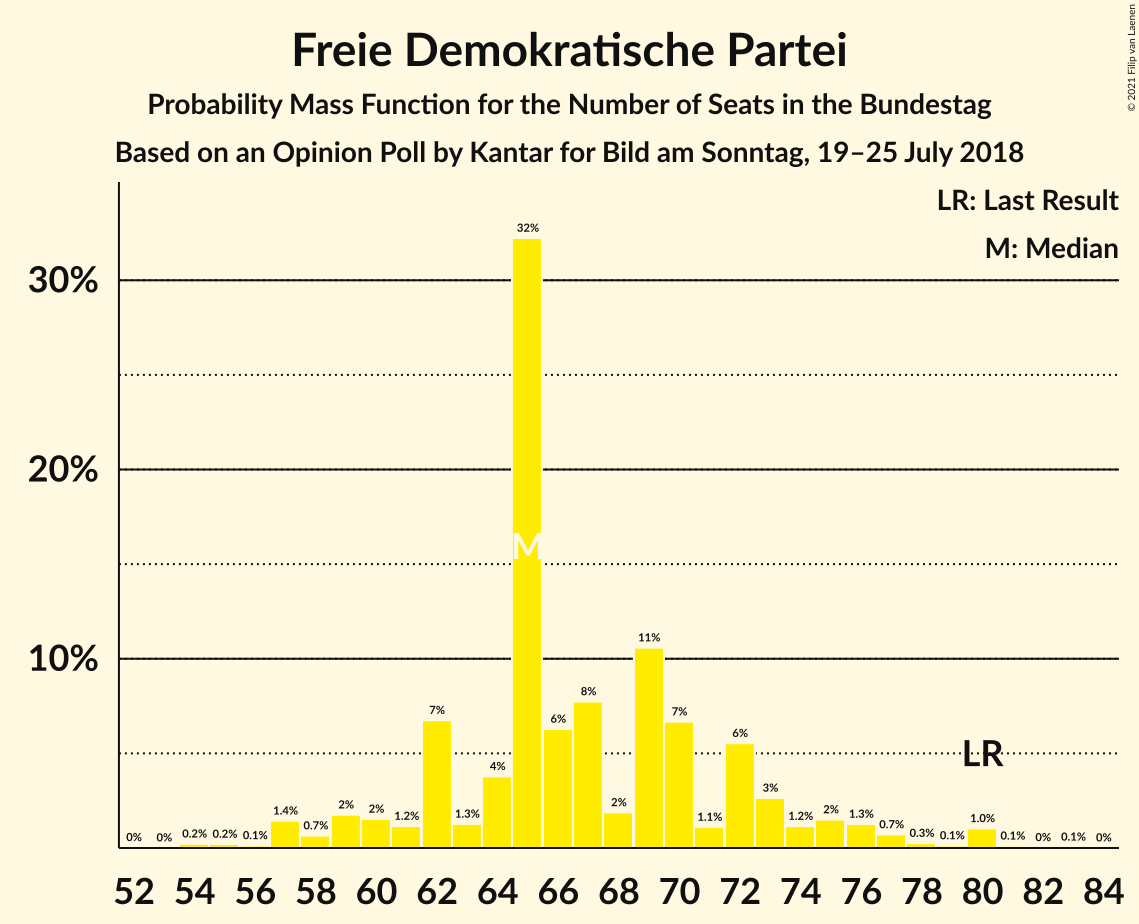 © 2021 Filip van Laenen
Freie Demokratische Partei
Probability Mass Function for the Number of Seats in the Bundestag
Based on an Opinion Poll by Kantar for Bild am Sonntag, 19–25 July 2018
LR: Last Result
M: Median
30%
20%
10%
0% 0% 0.2% 0.2% 0.1% 1.4% 0.7% 2% 2% 1.2% 7% 1.3% 4% 32% 6% 8% 2% 11% 7% 1.1% 6% 3% 1.2% 2% 1.3% 0.7% 0.3% 0.1% 1.0% 0.1% 0% 0.1% 0%
M
LR
52 54 56 58 60 62 64 66 68 70 72 74 76 78 80 82 84